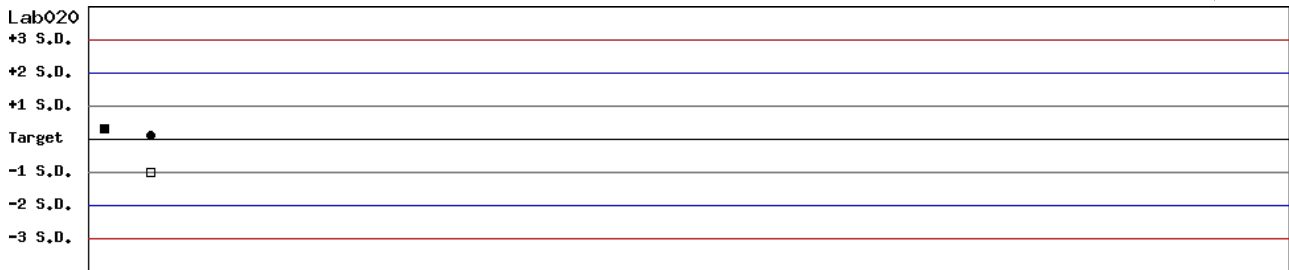 Lab020
+3 S.D.
+2 S.D.
+1 S.D.
Target
-1 S.D.
-2 S.D.
-3 S.D.